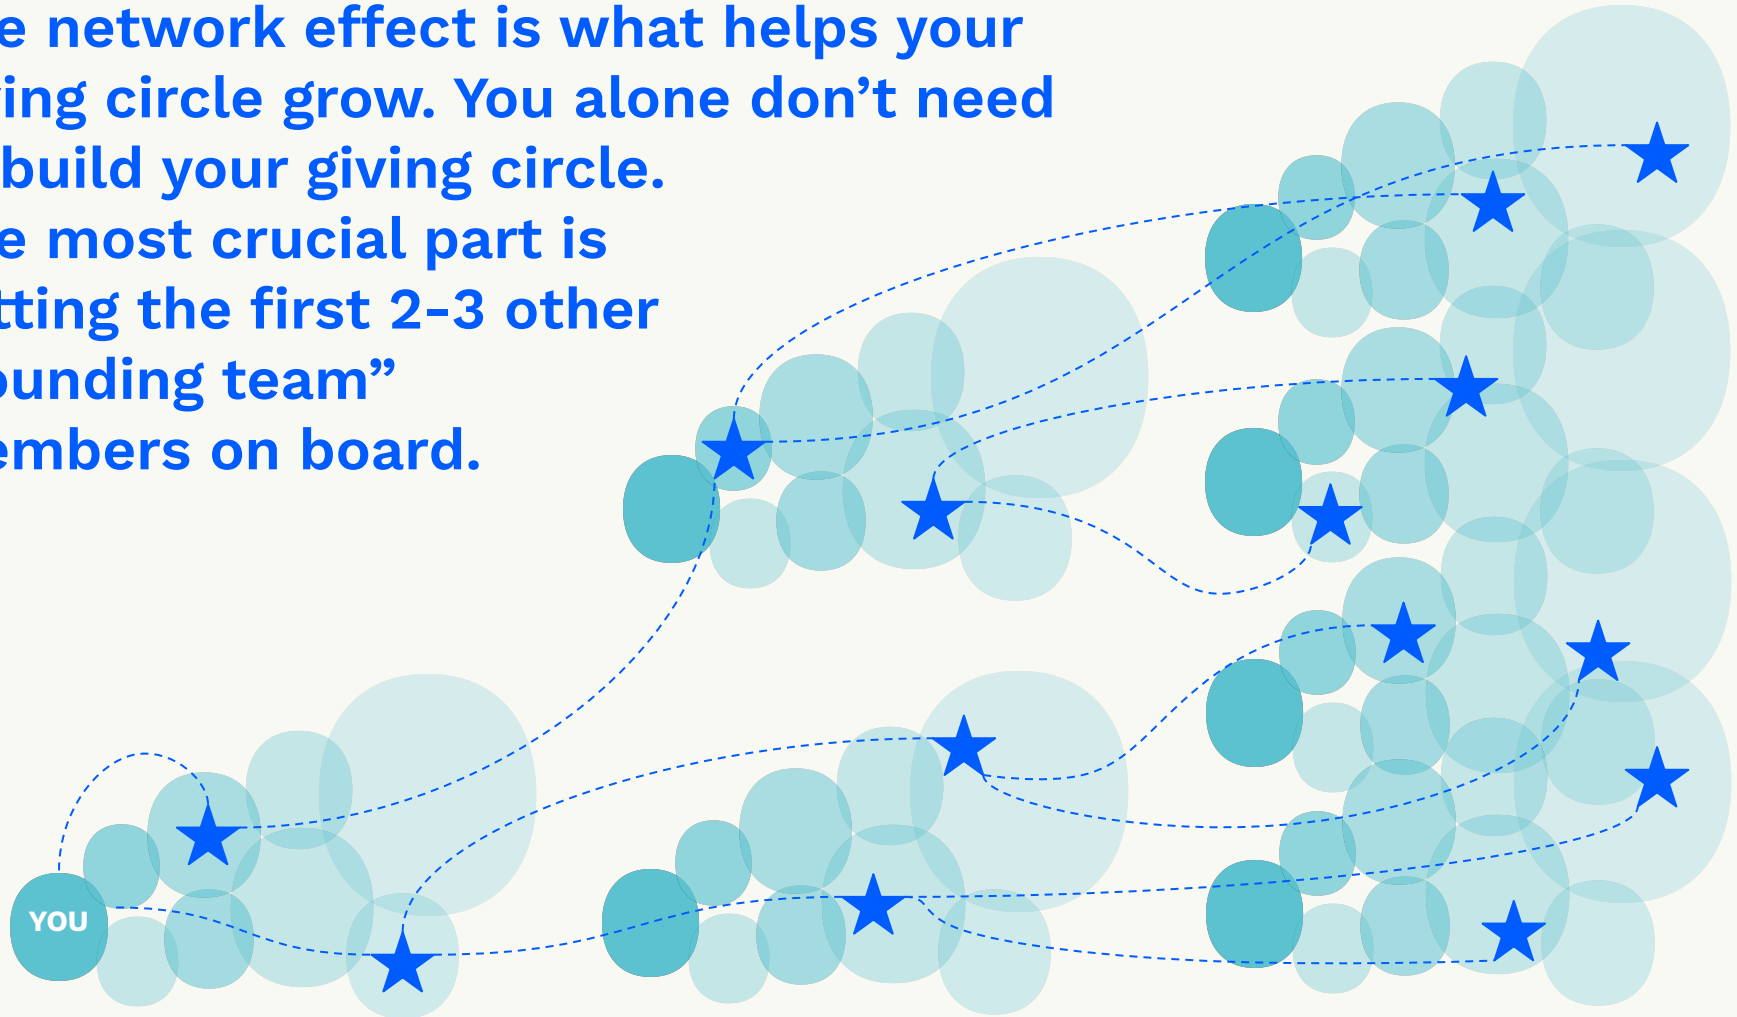 e network effect is what helps your
ing circle grow. You alone don’t need
build your giving circle.
e most crucial part is
tting the first 2-3 other
ounding team”
embers on board.
YOU